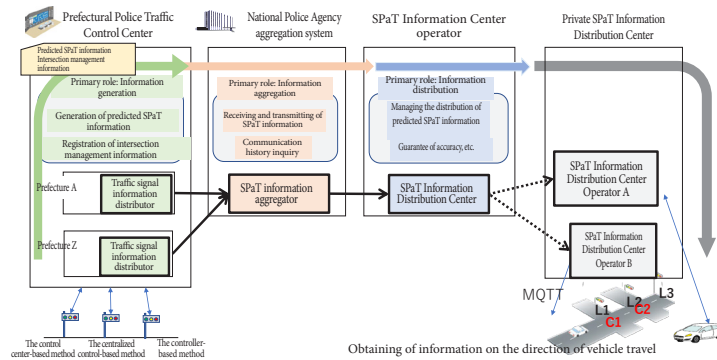 Prefectural Police Traffic
Control Center
National Police Agency
aggregation system
SPaT Information Center
operator
Private SPaT Information
Distribution Center
Predicted SPaT information
Intersection management
information
Primary role: Information
generation
Generation of predicted SPaT
information
Registration of intersection
management information
Primary role: Information
aggregation
Receiving and transmitting of
SPaT information
Communication
history inquiry
Primary role: Information
distribution
Managing the distribution of
predicted SPaT information
Guarantee of accuracy, etc.
Prefecture A
Traffic signal
information
distributor
SPaT information
aggregator
SPaT Information
Distribution Center
SPaT Information
Distribution Center
Operator A
Prefecture Z
Traffic signal
information
distributor
SPaT Information
Distribution Center
Operator B
MQTT
L1
L2
L3
C1
C2
The control
center-based method
The centralized
control-based method
The controller-
based method
Obtaining of information on the direction of vehicle travel